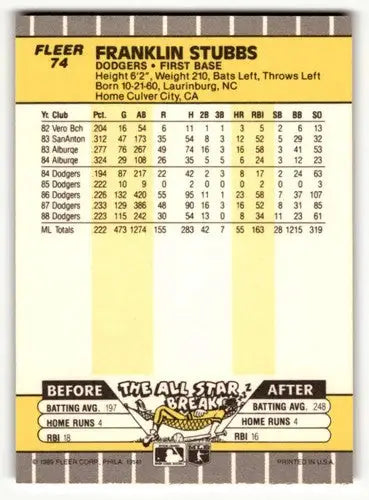 FLEER
74
FRANKLIN STUBBS
DODGERS • FIRST BASE
Height 6'2", Weight 210, Bats Left, Throws Left
Born 10-21-60, Laurinburg, NC
Home Culver City, CA
Yr. Club Pct. G AB R H 2B 3B HR RBI SB BB SO
82 Vero Bch .204 16 54 6 11 1 1 3 5 2 6 13
83 SanAnton .312 47 173 35 54 8 3 12 52 5 29 32
83 Alburqe .277 76 267 49 74 16 3 16 58 3 41 53
84 Alburqe .324 29 108 26 35 5 5 6 24 3 12 23
84 Dodgers .194 87 217 22 42 2 3 8 17 2 24 63
85 Dodgers .222 10 9 0 2 0 0 0 2 0 0 3
86 Dodgers .226 132 420 55 95 11 1 23 58 7 37 107
87 Dodgers .233 129 386 48 90 16 3 16 52 8 31 85
88 Dodgers .223 115 242 30 54 13 0 8 34 11 23 61
ML Totals .222 473 1274 155 283 42 7 55 163 28 1215 319
BEFORE THE ALL STAR BREAK AFTER
BATTING AVG. .197 BATTING AVG. .248
HOME RUNS 4 HOME RUNS 4
RBI 18 RBI 16
© 1989 FLEER CORP., PHILA. 19141 PRINTED IN U.S.A.